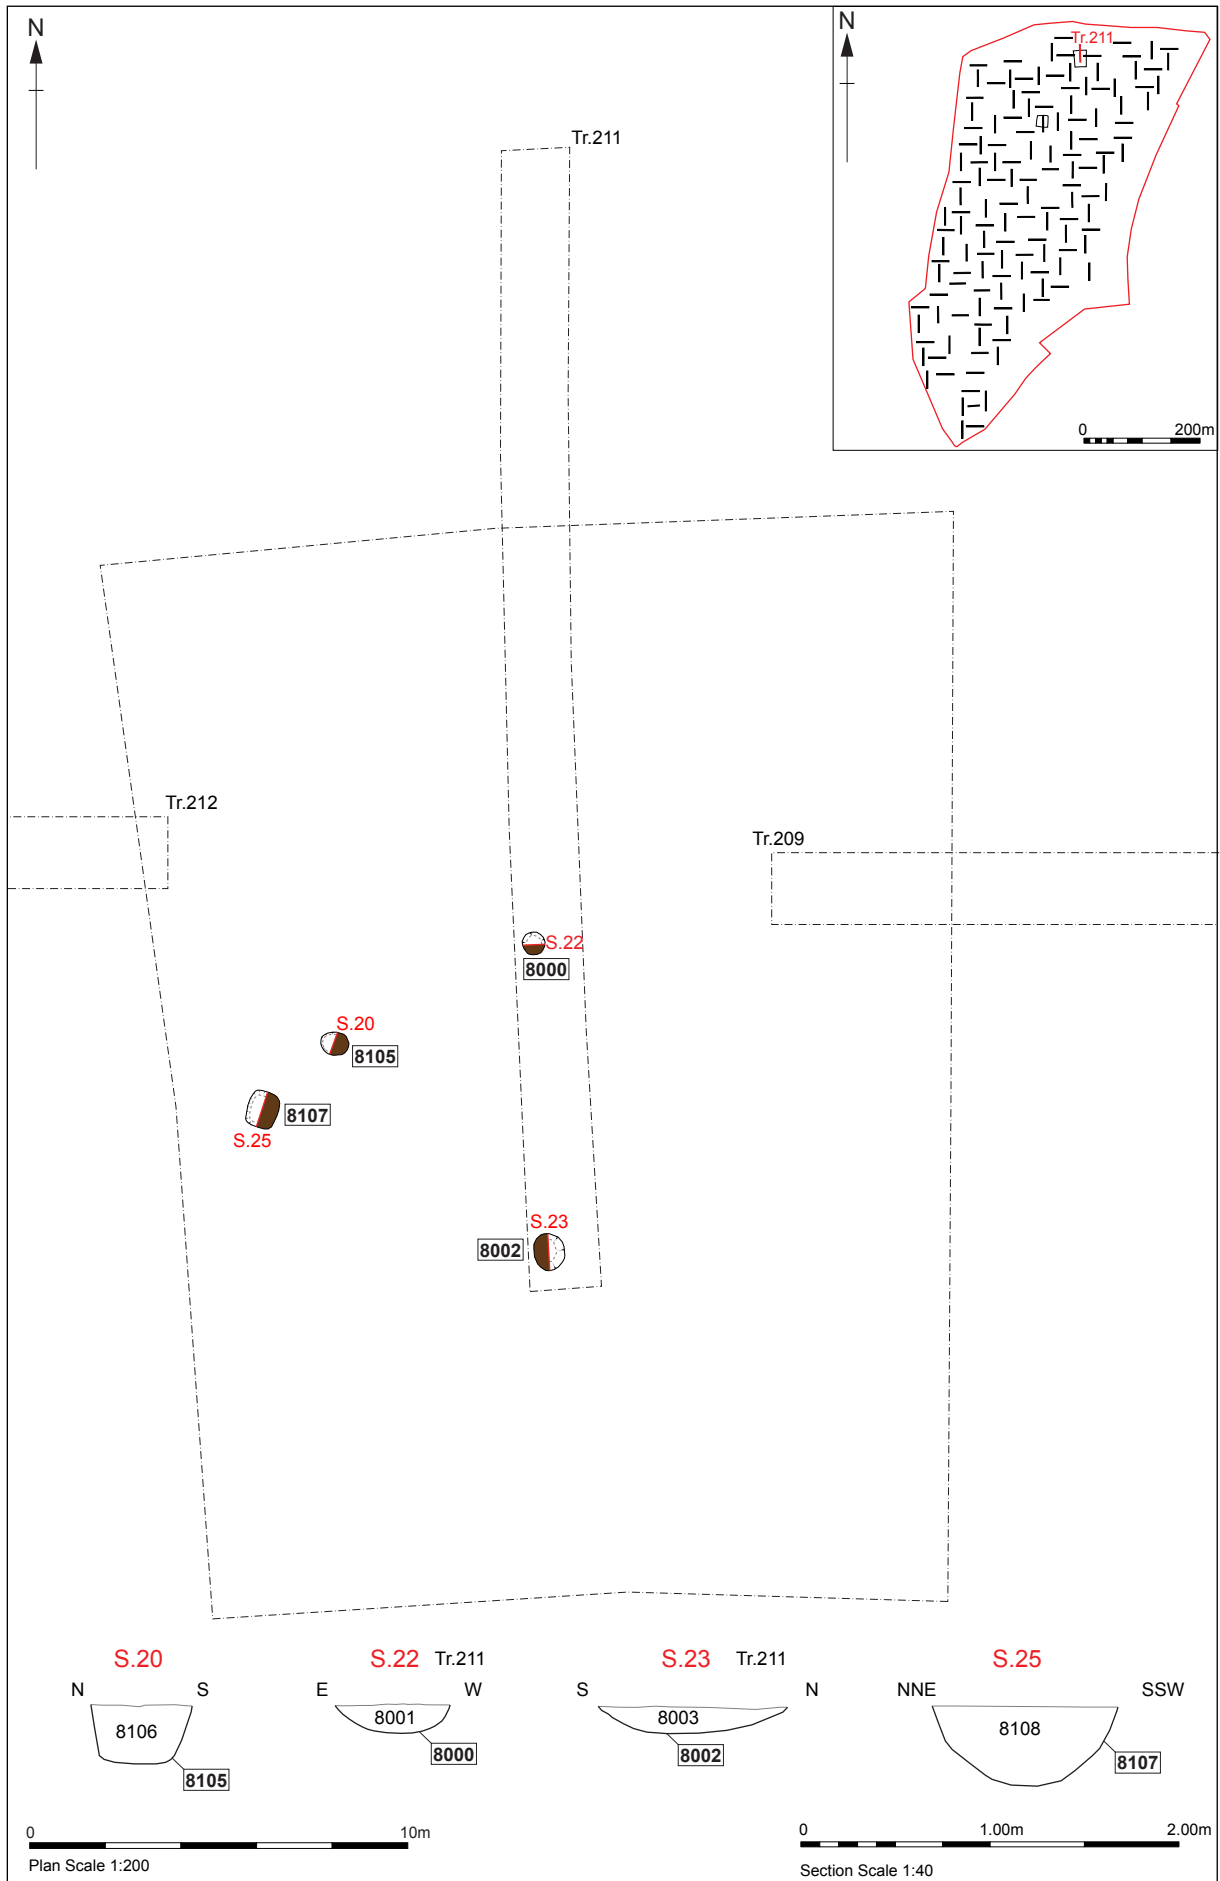 N
N
Tr.211
0 200m
Tr.211
Tr.212
Tr.209
S.22
8000
S.20
8105
8107
S.25
S.23
8002
S.20 S.22 Tr.211 S.23 Tr.211 S.25
N S E W S N NNE SSW
8106 8001 8003 8108
8105 8000 8002 8107
0 10m
Plan Scale 1:200
0 1.00m 2.00m
Section Scale 1:40